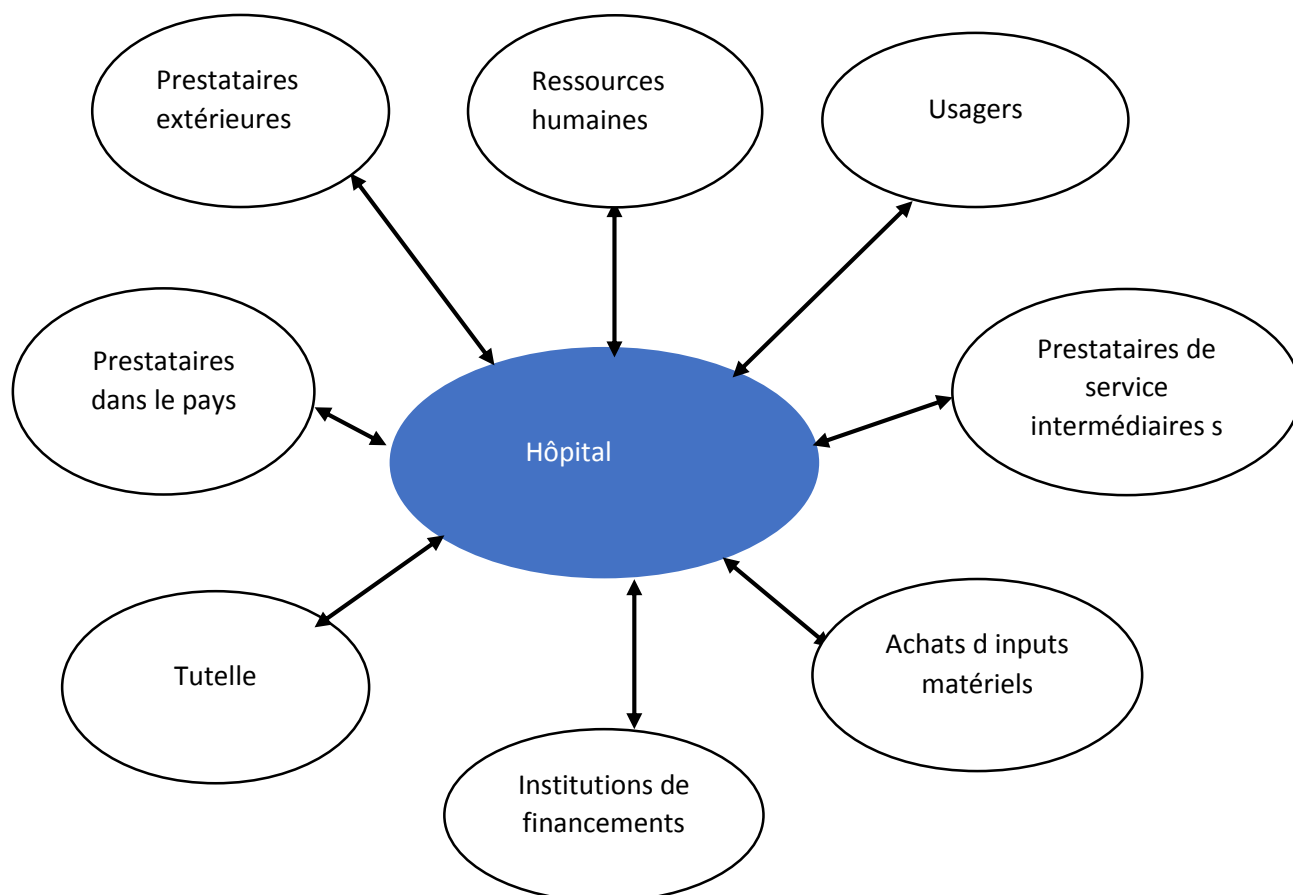 Prestataires
extérieures
Ressources
humaines
Usagers
Prestataires
dans le pays
Prestataires de
service
intermédiaires s
Hôpital
Tutelle
Achats d inputs
matériels
Institutions de
financements